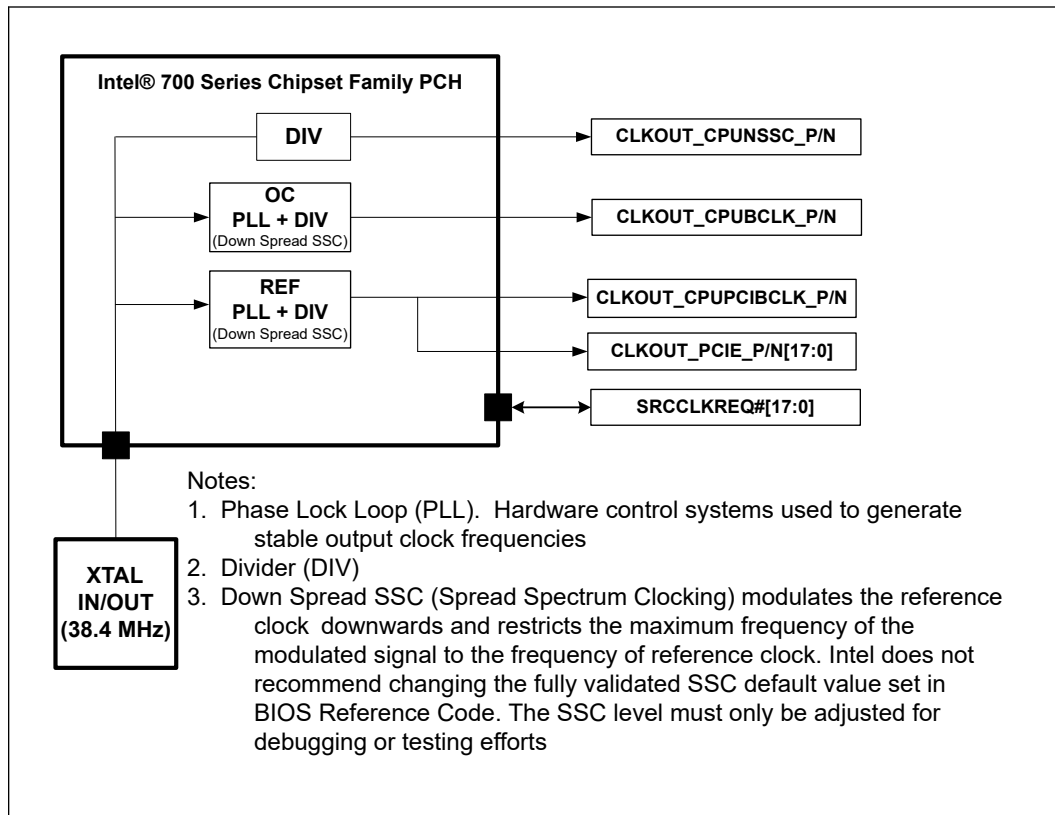 Intel® 700 Series Chipset Family PCH
DIV
CLKOUT_CPUNSSC_P/N
OC
PLL + DIV
(Down Spread SSC)
CLKOUT_CPUBCLK_P/N
REF
PLL + DIV
(Down Spread SSC)
CLKOUT_CPUPCIBCLK_P/N
CLKOUT_PCIE_P/N[17:0]
SRCCLKREQ#[17:0]
XTAL
IN/OUT
(38.4 MHz)
Notes:
1. Phase Lock Loop (PLL). Hardware control systems used to generate
stable output clock frequencies
2. Divider (DIV)
3. Down Spread SSC (Spread Spectrum Clocking) modulates the reference
clock downwards and restricts the maximum frequency of the
modulated signal to the frequency of reference clock. Intel does not
recommend changing the fully validated SSC default value set in
BIOS Reference Code. The SSC level must only be adjusted for
debugging or testing efforts